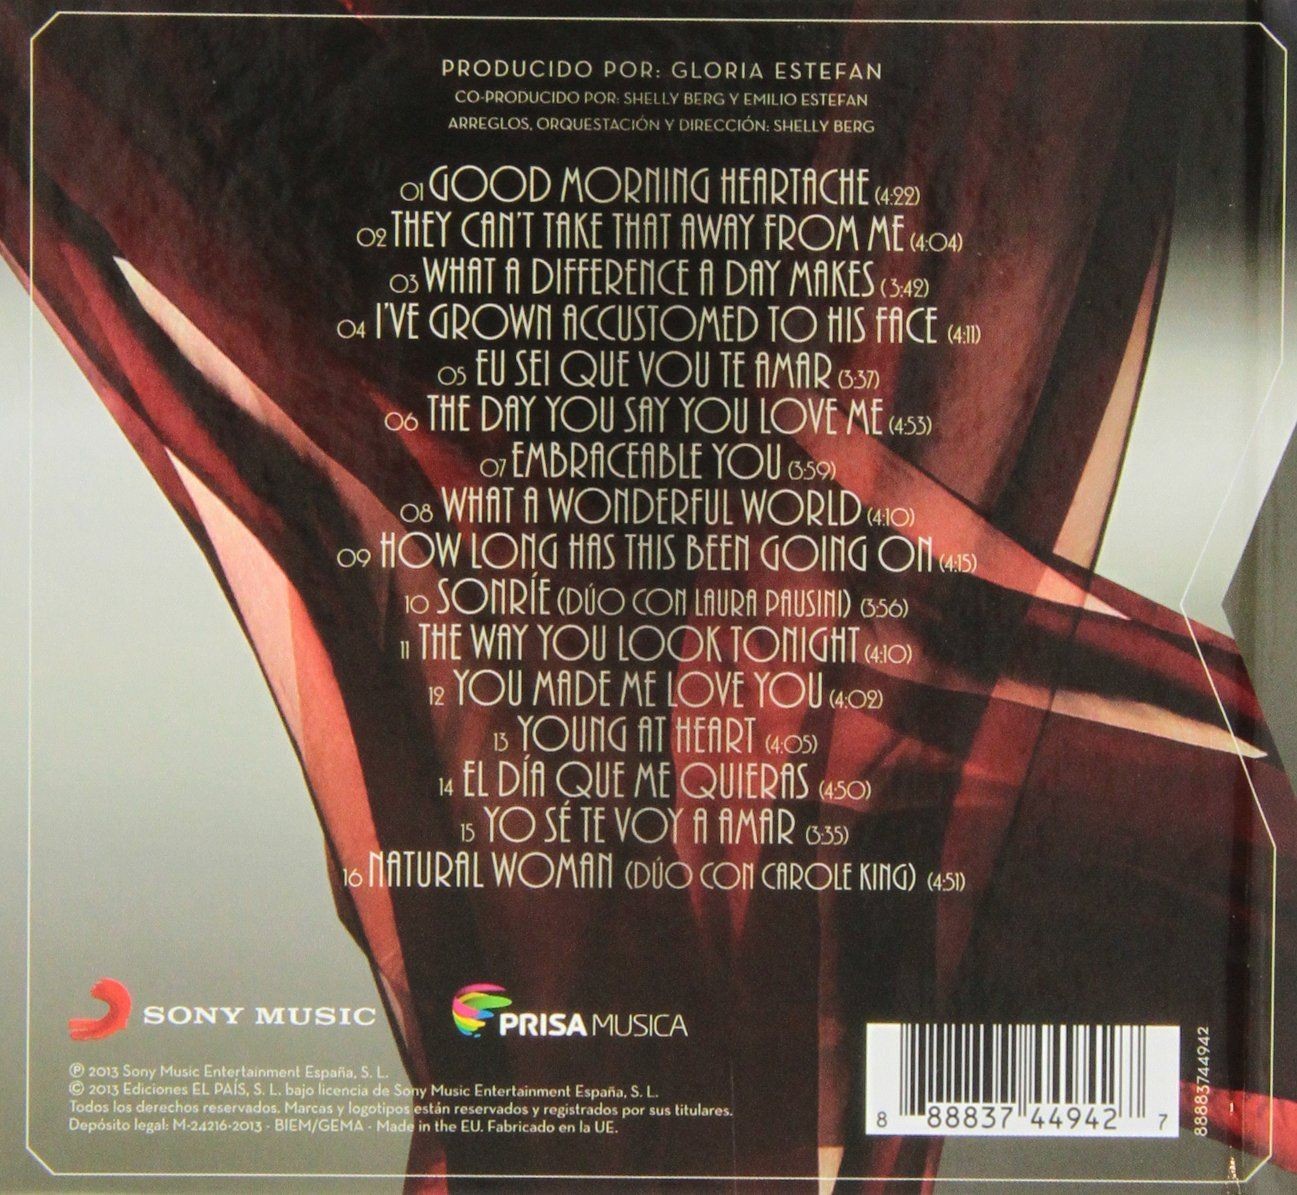 PRODUCIDO POR: GLORIA ESTEFAN
CO-PRODUCIDO POR: SHELLY BERG Y EMILIO ESTEFAN
ARREGLOS, ORQUESTACIÓN Y DIRECCIÓN: SHELLY BERG
01 GOOD MORNING HEARTACHE (4:22)
02 THEY CAN'T TAKE THAT AWAY FROM ME (4:04)
03 WHAT A DIFFERENCE A DAY MAKES (3:42)
04 I'VE GROWN ACCUSTOMED TO HIS FACE (4:11)
05 EU SEI QUE VOU TE AMAR (3:37)
06 THE DAY YOU SAY YOU LOVE ME (4:53)
07 EMBRACEABLE YOU (3:59)
08 WHAT A WONDERFUL WORLD (4:10)
09 HOW LONG HAS THIS BEEN GOING ON (4:15)
10 SONRÍE (DÚO CON LAURA PAUSINI) (3:56)
11 THE WAY YOU LOOK TONIGHT (4:10)
12 YOU MADE ME LOVE YOU (4:02)
13 YOUNG AT HEART (4:05)
14 EL DÍA QUE ME QUIERAS (4:50)
15 YO SÉ TE VOY A AMAR (3:35)
16 NATURAL WOMAN (DÚO CON CAROLE KING) (4:51)
SONY MUSIC
PRISA MUSICA
℗ 2013 Sony Music Entertainment España, S. L.
© 2013 Ediciones EL PAÍS, S. L. bajo licencia de Sony Music Entertainment España, S. L.
Todos los derechos reservados. Marcas y logotipos están reservados y registrados por sus titulares.
Depósito legal: M-24216-2013 - BIEM/GEMA - Made in the EU. Fabricado en la UE.
8 88837 44942 7
88883744942